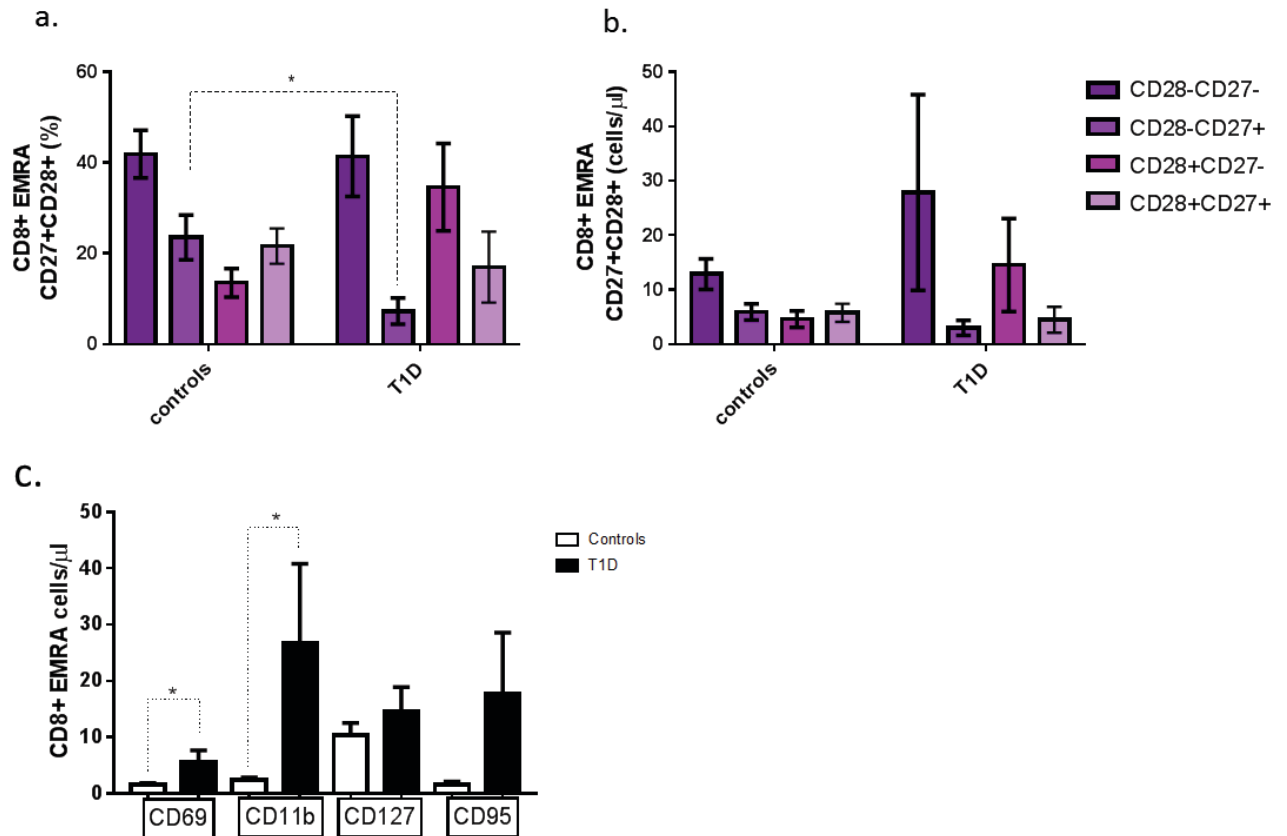 a.
CD8+ EMRA
CD27+CD28+ (%)
60
40
20
0
*
controls
T1D
b.
CD8+ EMRA
CD27+CD28+ (cells/µl)
50
40
30
20
10
0
controls
T1D
CD28-CD27-
CD28-CD27+
CD28+CD27-
CD28+CD27+
c.
CD8+ EMRA cells/µl
50
40
30
20
10
0
*
*
CD69
CD11b
CD127
CD95
Controls
T1D